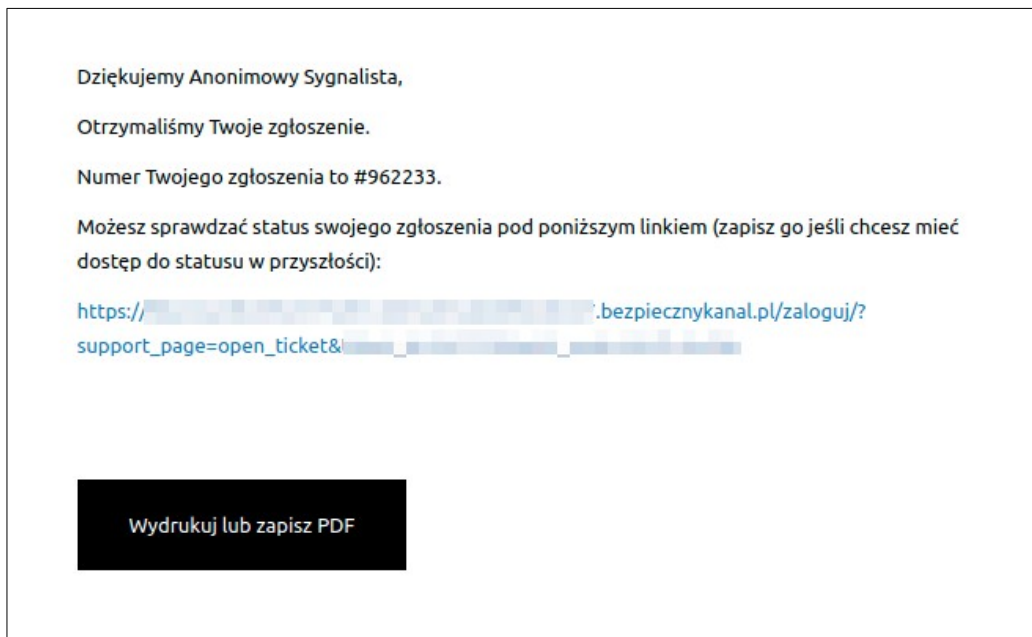 Dziękujemy Anonimowy Sygnalista,
Otrzymaliśmy Twoje zgłoszenie.
Numer Twojego zgłoszenia to #962233.
Możesz sprawdzać status swojego zgłoszenia pod poniższym linkiem (zapisz go jeśli chcesz mieć
dostęp do statusu w przyszłości):
https:// .bezpiecznykanal.pl/zaloguj/?
support_page=open_ticket&
Wydrukuj lub zapisz PDF